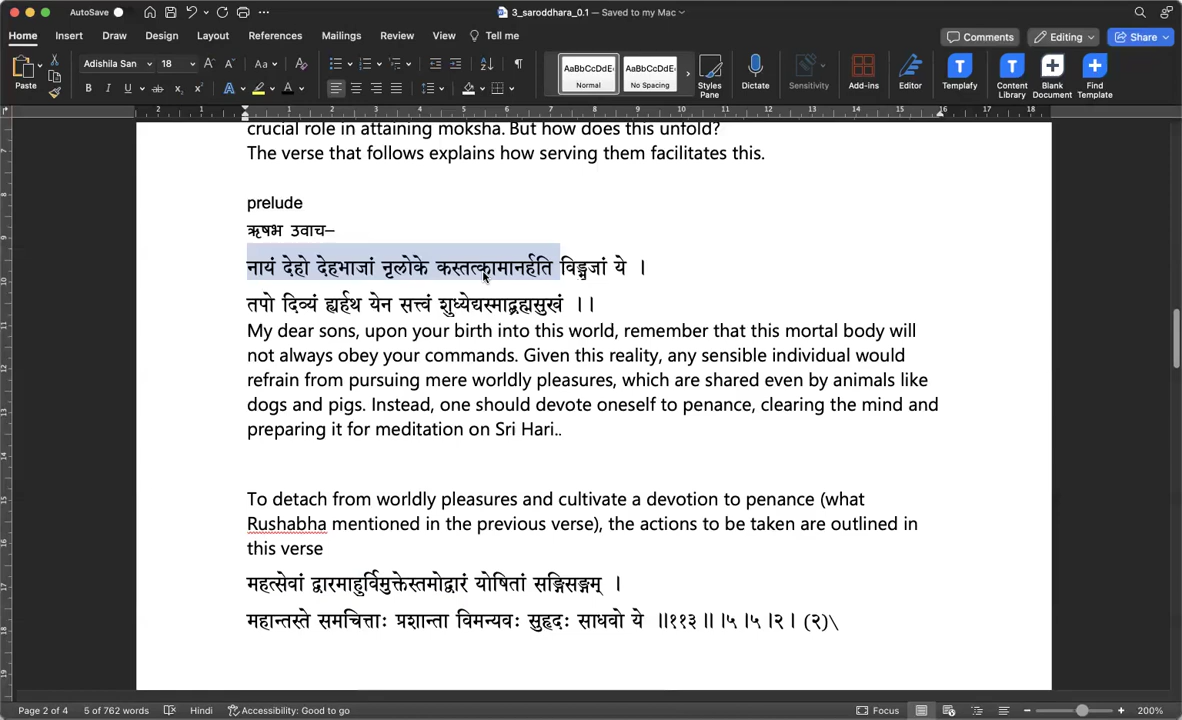 AutoSave
3_saroddhara_0.1 — Saved to my Mac
Home Insert Draw Design Layout References Mailings Review View Tell me
Comments Editing Share
Paste
Adishila San 18
AaBbCcDdE
AaBbCcDdE
Normal No Spacing
Styles Pane
Dictate
Sensitivity
Add-ins
Editor
Templafy
Content Library
Blank Document
Find Template
crucial role in attaining moksha. But how does this unfold?
The verse that follows explains how serving them facilitates this.
prelude
ऋषभ उवाच–
नायं देहो देहभाजां नृलोके कस्तत्कामानर्हति विड्भुजां ये ।
तपो दिव्यं ह्यर्हथ येन सत्त्वं शुध्येद्यस्माद्ब्रह्मसुखं ।।
My dear sons, upon your birth into this world, remember that this mortal body will
not always obey your commands. Given this reality, any sensible individual would
refrain from pursuing mere worldly pleasures, which are shared even by animals like
dogs and pigs. Instead, one should devote oneself to penance, clearing the mind and
preparing it for meditation on Sri Hari..
To detach from worldly pleasures and cultivate a devotion to penance (what
Rushabha mentioned in the previous verse), the actions to be taken are outlined in
this verse
महत्सेवां द्वारमाहुर्विमुक्तेस्तमोद्वारं योषितां सङ्गिसङ्गम् ।
महान्तस्ते समचित्ताः प्रशान्ता विमन्यवः सुहृदः साधवो ये ॥११३॥ ।५ ।५ ।२। (२)\
Page 2 of 4 5 of 762 words Hindi Accessibility: Good to go Focus 200%